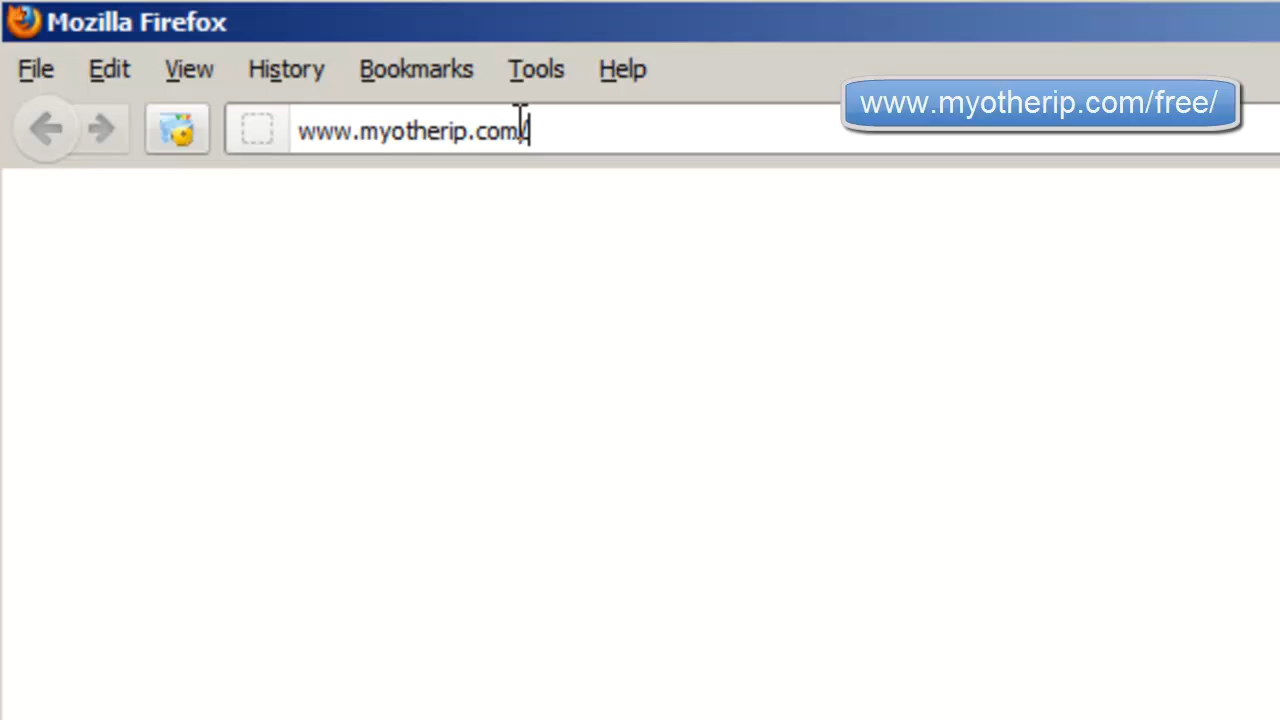 Mozilla Firefox
File Edit View History Bookmarks Tools Help
www.myotherip.com/free/
www.myotherip.com/